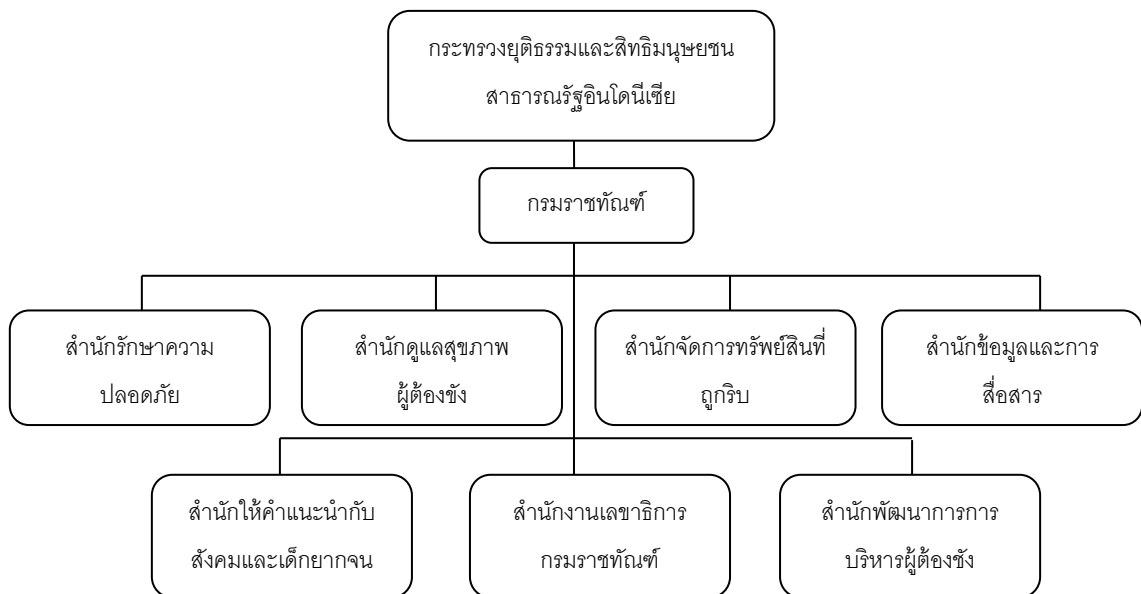 กระทรวงยุติธรรมและสิทธิมนุษยชน
สาธารณรัฐอินโดนีเซีย
กรมราชทัณฑ์
สำนักรักษาความ
ปลอดภัย
สำนักดูแลสุขภาพ
ผู้ต้องขัง
สำนักจัดการทรัพย์สินที่
ถูกริบ
สำนักข้อมูลและการ
สื่อสาร
สำนักให้คำแนะนำกับ
สังคมและเด็กยากจน
สำนักงานเลขาธิการ
กรมราชทัณฑ์
สำนักพัฒนาการการ
บริหารผู้ต้องชัง